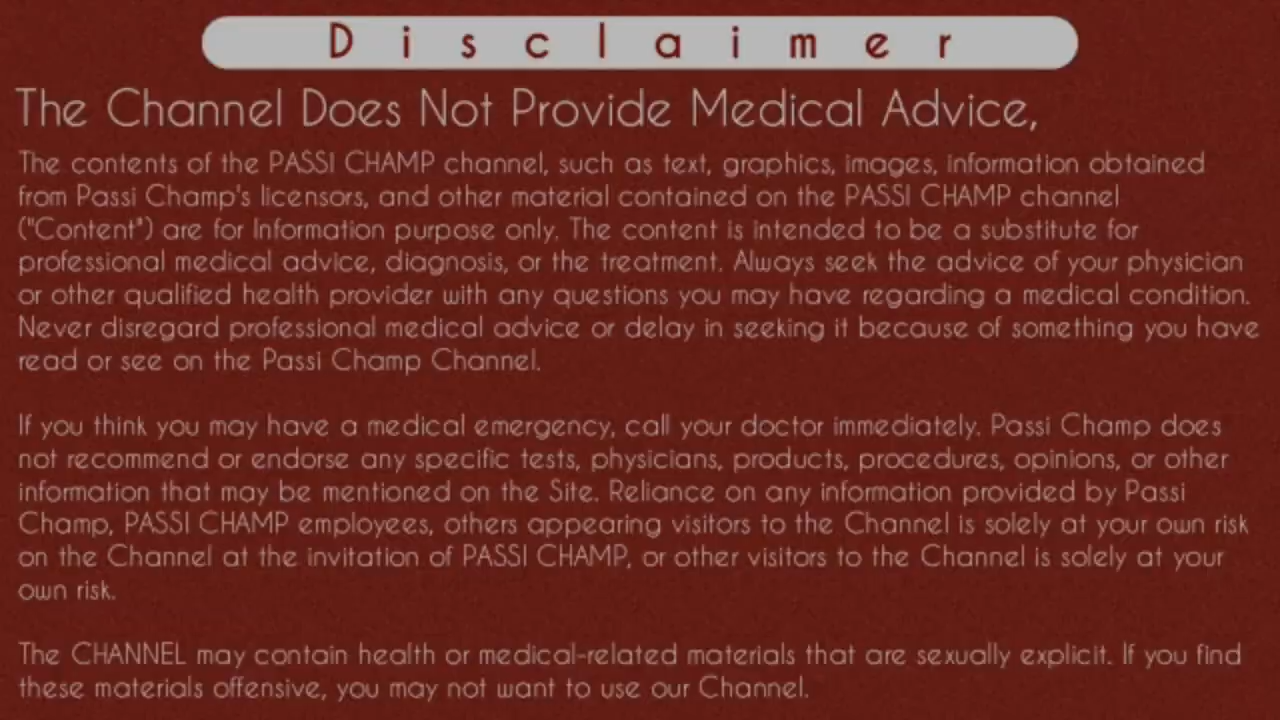 Disclaimer
The Channel Does Not Provide Medical Advice,
The contents of the PASSI CHAMP channel, such as text, graphics, images, information obtained
from Passi Champ's licensors, and other material contained on the PASSI CHAMP channel
("Content") are for Information purpose only. The content is intended to be a substitute for
professional medical advice, diagnosis, or the treatment. Always seek the advice of your physician
or other qualified health provider with any questions you may have regarding a medical condition.
Never disregard professional medical advice or delay in seeking it because of something you have
read or see on the Passi Champ Channel.
If you think you may have a medical emergency, call your doctor immediately. Passi Champ does
not recommend or endorse any specific tests, physicians, products, procedures, opinions, or other
information that may be mentioned on the Site. Reliance on any information provided by Passi
Champ, PASSI CHAMP employees, others appearing visitors to the Channel is solely at your own risk
on the Channel at the invitation of PASSI CHAMP, or other visitors to the Channel is solely at your
own risk.
The CHANNEL may contain health or medical-related materials that are sexually explicit. If you find
these materials offensive, you may not want to use our Channel.